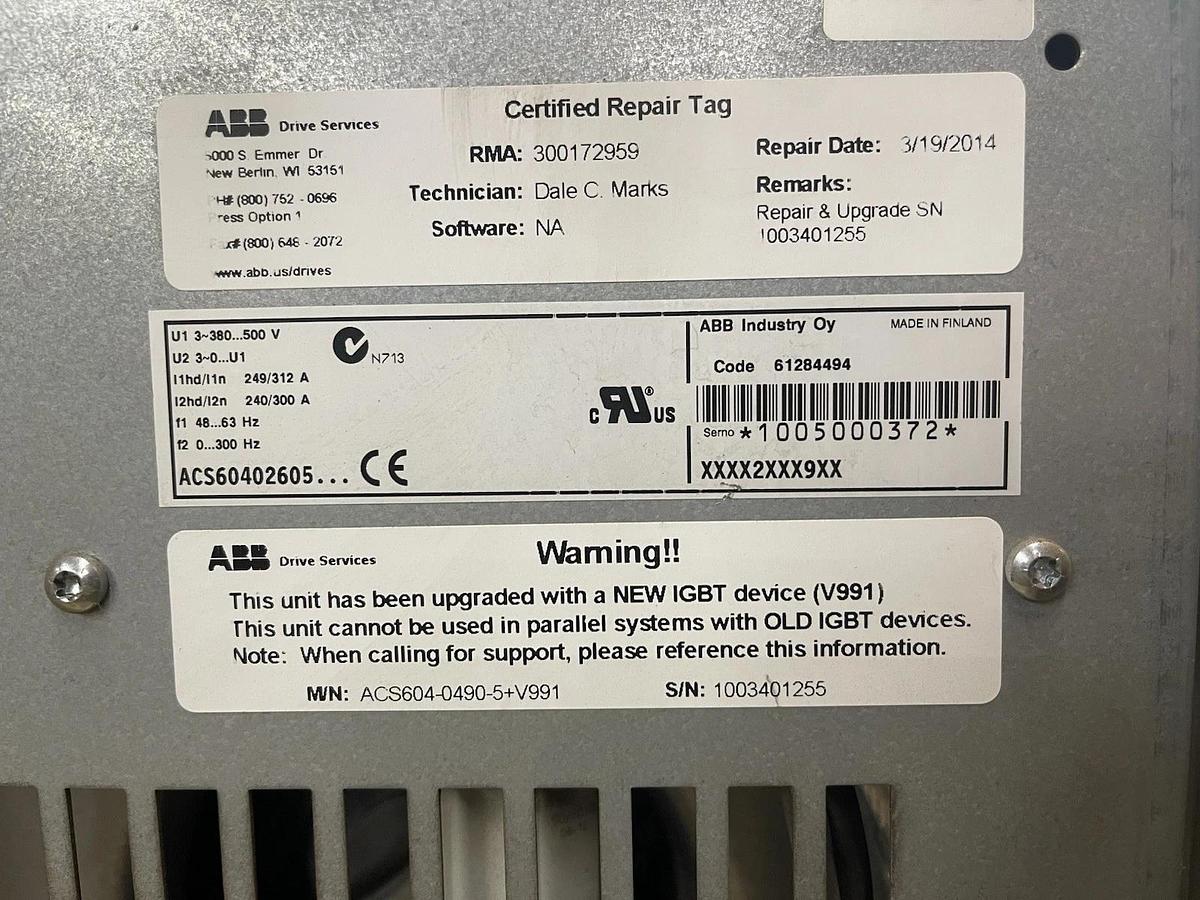 ABB Drive Services
Certified Repair Tag
5000 S. Emmer Dr.
New Berlin, WI 53151
PH# (800) 752 - 0696
Press Option 1
Fax# (800) 648 - 2072
www.abb.us/drives
RMA: 300172959
Technician: Dale C. Marks
Software: NA
Repair Date: 3/19/2014
Remarks:
Repair & Upgrade SN
1003401255
U1 3~380...500 V
U2 3~0...U1
I1hd/I1n 249/312 A
I2hd/I2n 240/300 A
f1 48...63 Hz
f2 0...300 Hz
ACS60402605... CE
N713
c RU ® US
ABB Industry Oy MADE IN FINLAND
Code 61284494
Serno *1005000372*
XXXX2XXX9XX
ABB Drive Services
Warning!!
This unit has been upgraded with a NEW IGBT device (V991)
This unit cannot be used in parallel systems with OLD IGBT devices.
Note: When calling for support, please reference this information.
M/N: ACS604-0490-5+V991 S/N: 1003401255